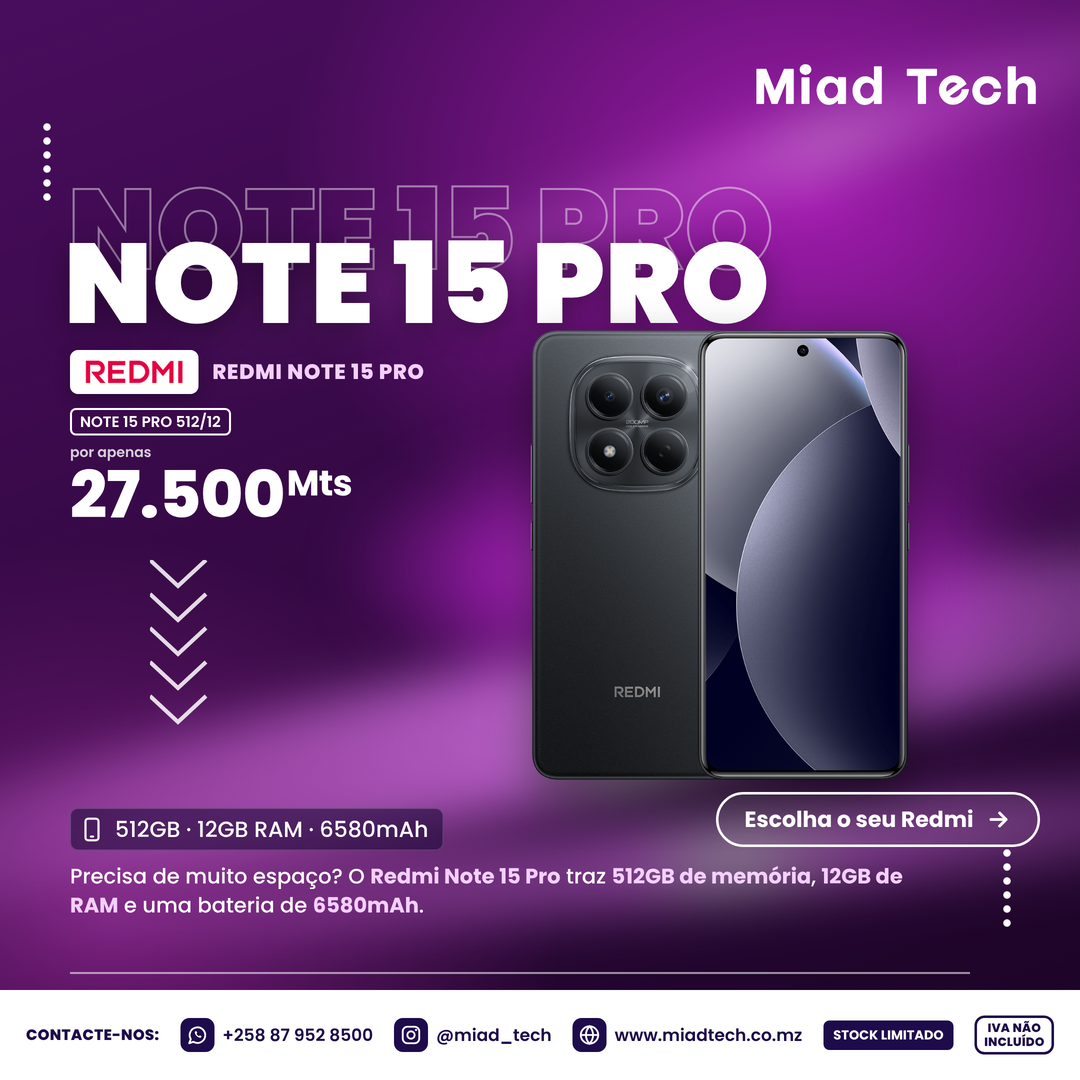 Miad Tech
NOTE 15 PRO
NOTE 15 PRO
REDMI
REDMI NOTE 15 PRO
NOTE 15 PRO 512/12
por apenas
27.500Mts
200MP
REDMI
512GB · 12GB RAM · 6580mAh
Escolha o seu Redmi
Precisa de muito espaço? O Redmi Note 15 Pro traz 512GB de memória, 12GB de
RAM e uma bateria de 6580mAh.
CONTACTE-NOS:
+258 87 952 8500
@miad_tech
www.miadtech.co.mz
STOCK LIMITADO
IVA NÃO
INCLUÍDO